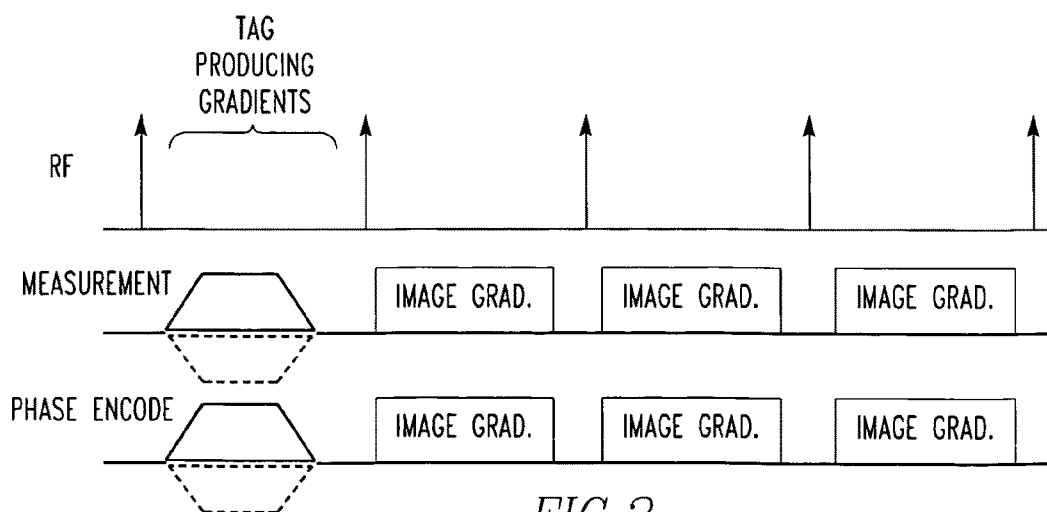 TAG
PRODUCING
GRADIENTS
RF
MEASUREMENT
IMAGE GRAD. IMAGE GRAD. IMAGE GRAD.
PHASE ENCODE
IMAGE GRAD. IMAGE GRAD. IMAGE GRAD.